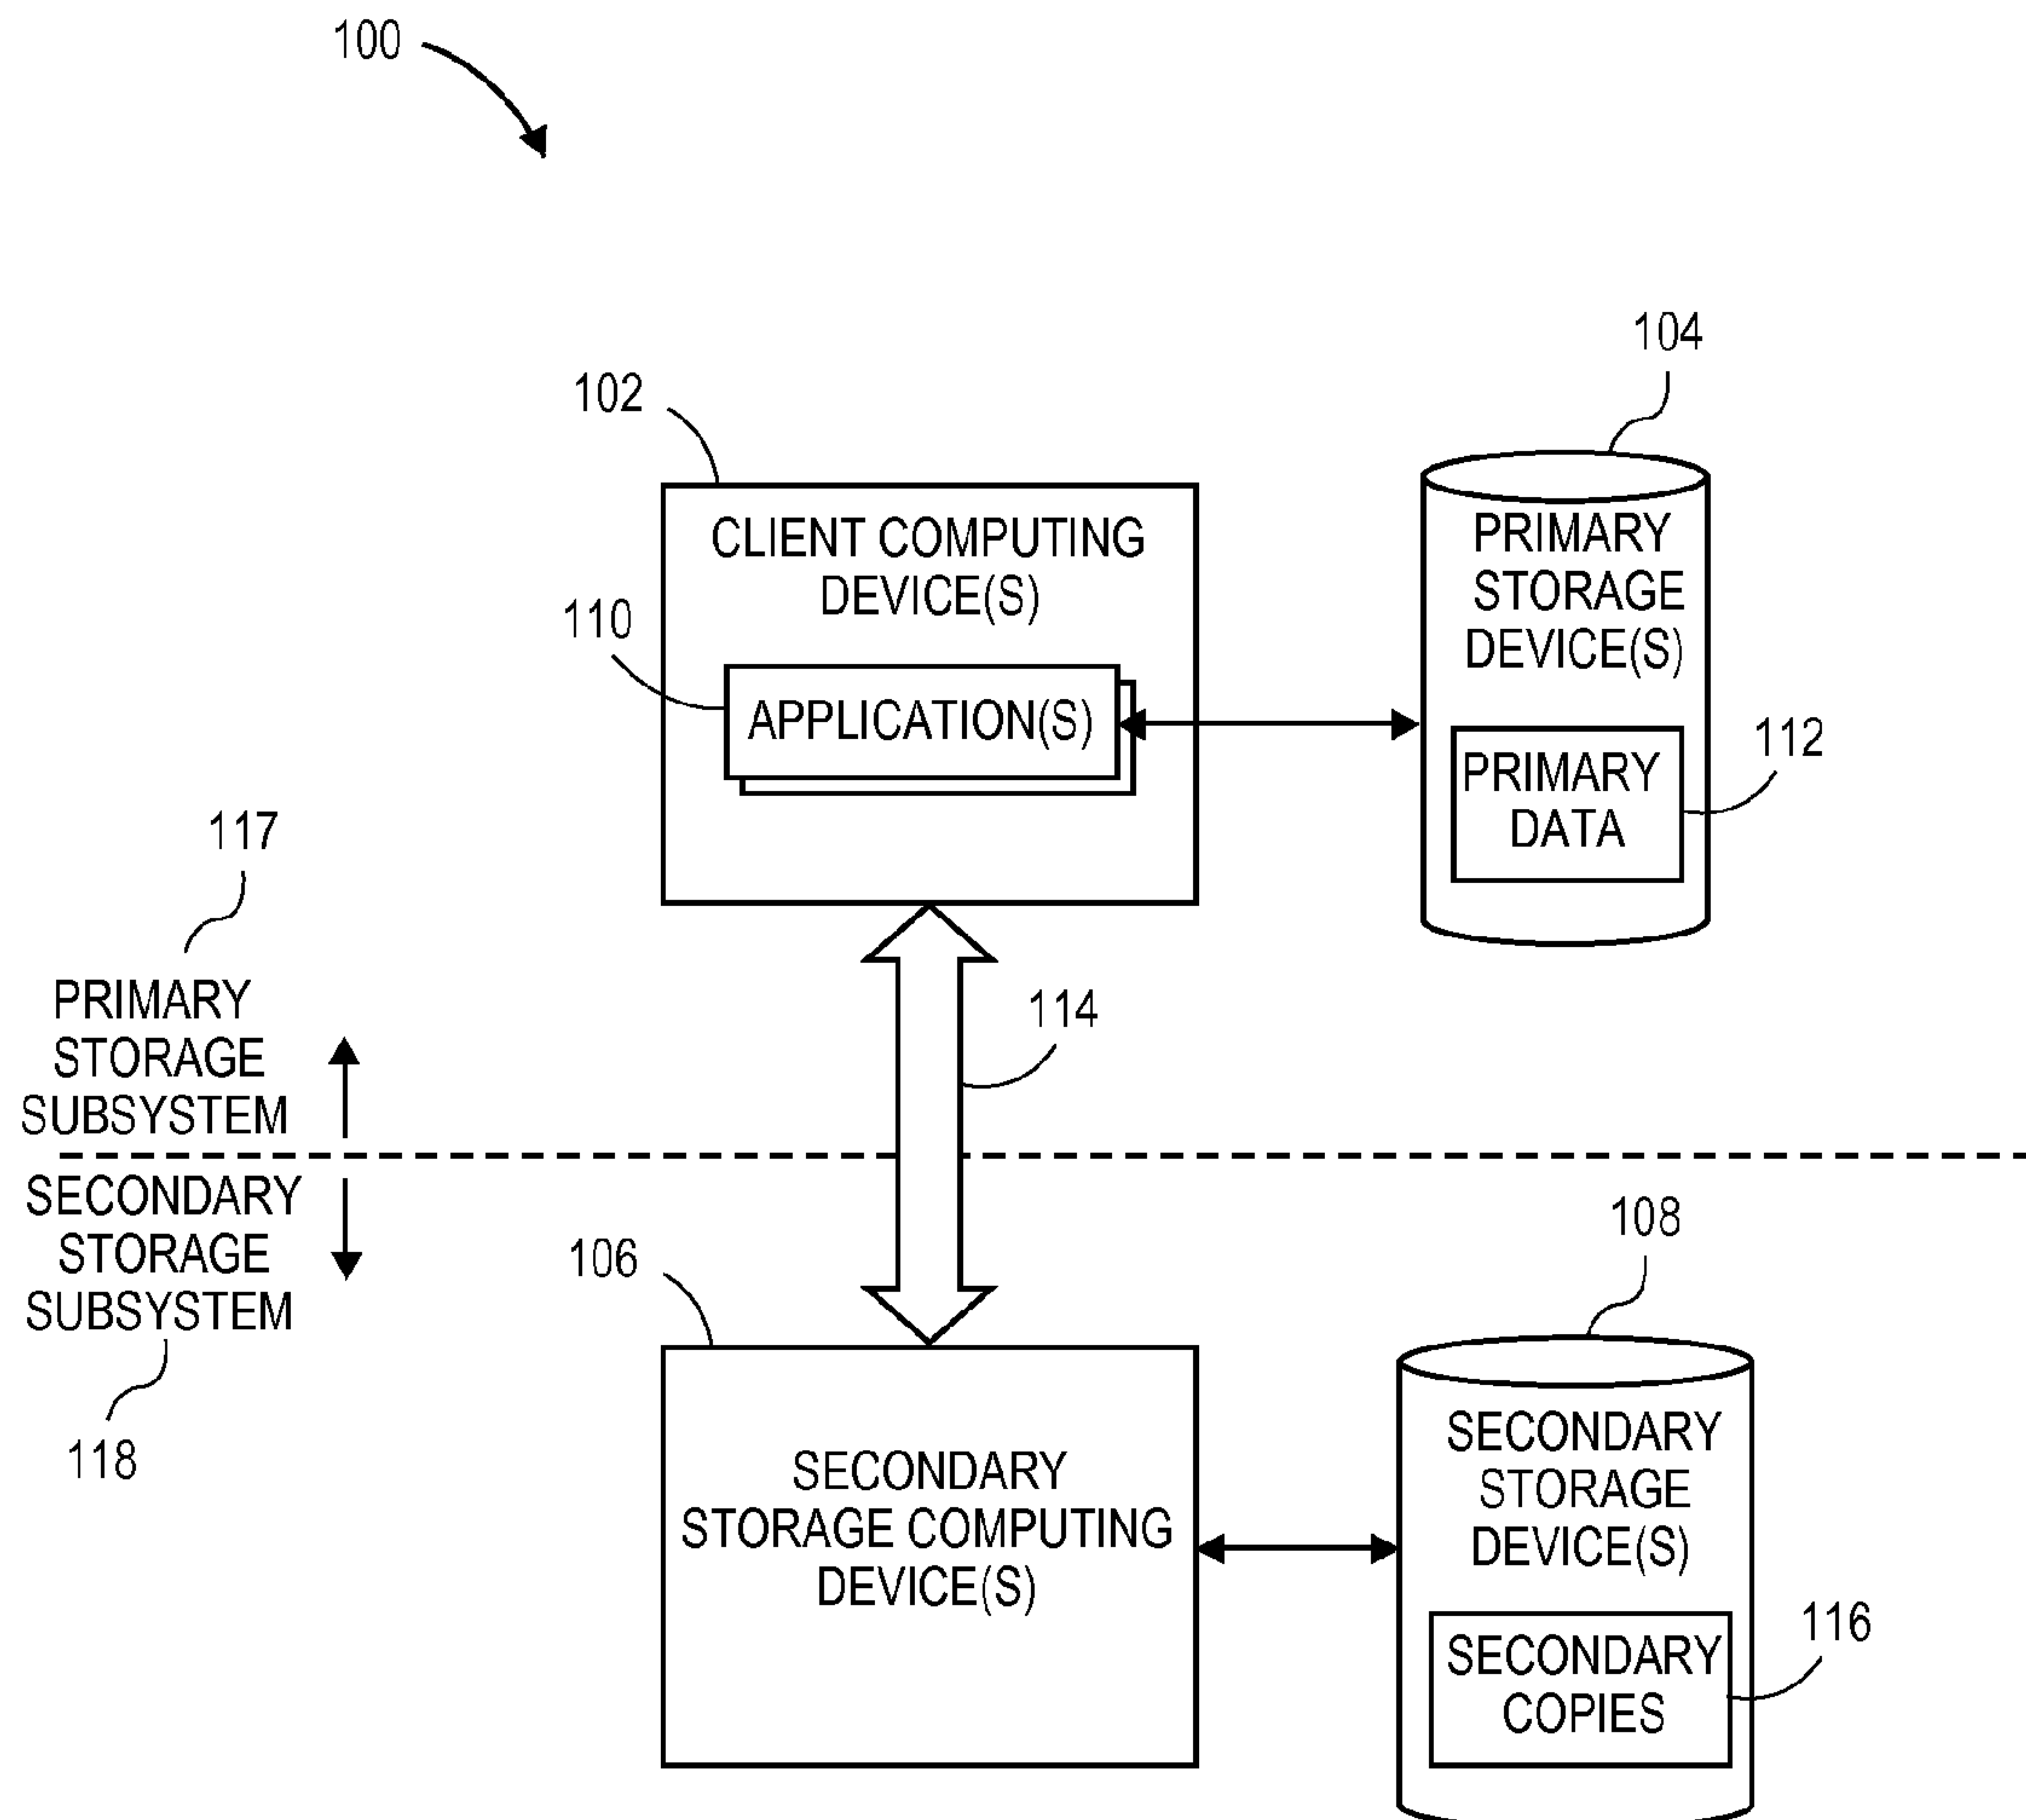 100
104
102
CLIENT COMPUTING
DEVICE(S)
PRIMARY
STORAGE
DEVICE(S)
110
APPLICATION(S)
112
PRIMARY
DATA
117
PRIMARY
STORAGE
SUBSYSTEM
114
SECONDARY
STORAGE
SUBSYSTEM
118
108
106
SECONDARY
STORAGE COMPUTING
DEVICE(S)
SECONDARY
STORAGE
DEVICE(S)
116
SECONDARY
COPIES